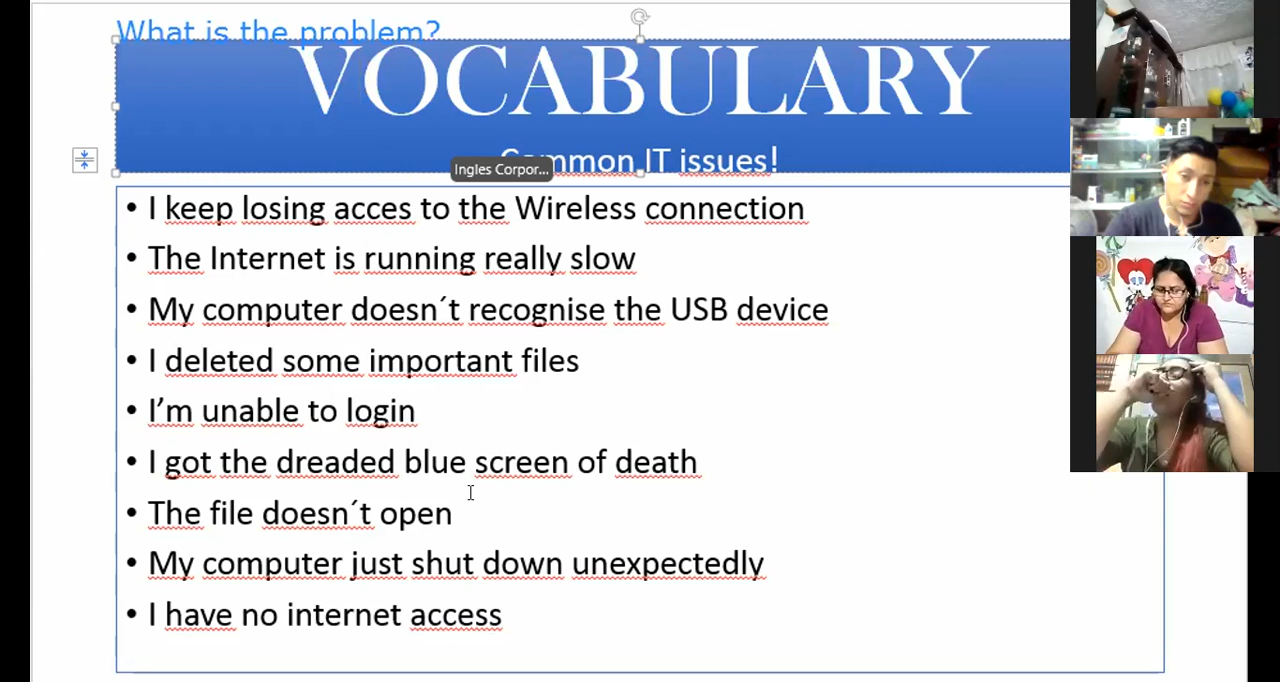 What is the problem?
VOCABULARY
Common IT issues!
Ingles Corpor...
• I keep losing acces to the Wireless connection
• The Internet is running really slow
• My computer doesn´t recognise the USB device
• I deleted some important files
• I’m unable to login
• I got the dreaded blue screen of death
• The file doesn´t open
• My computer just shut down unexpectedly
• I have no internet access